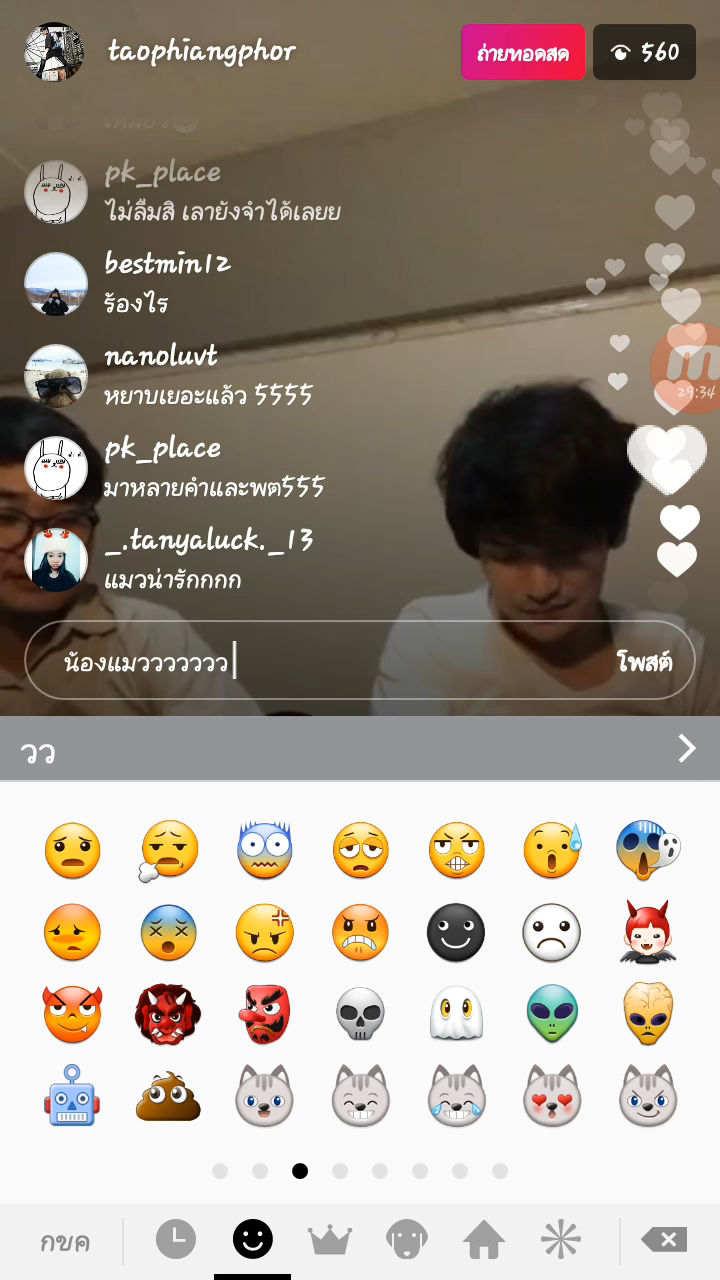 taophiangphor
ถ่ายทอดสด
560
pk_place
ไม่ลืมสิ เลายังจำได้เลยย
bestmin12
ร้องไร
nanoluvt
หยาบเยอะแล้ว 5555
29:34
pk_place
มาหลายคำและพต555
_.tanyaluck._13
แมวน่ารักกกก
น้องแมวววววววว
โพสต์
วว
กขค